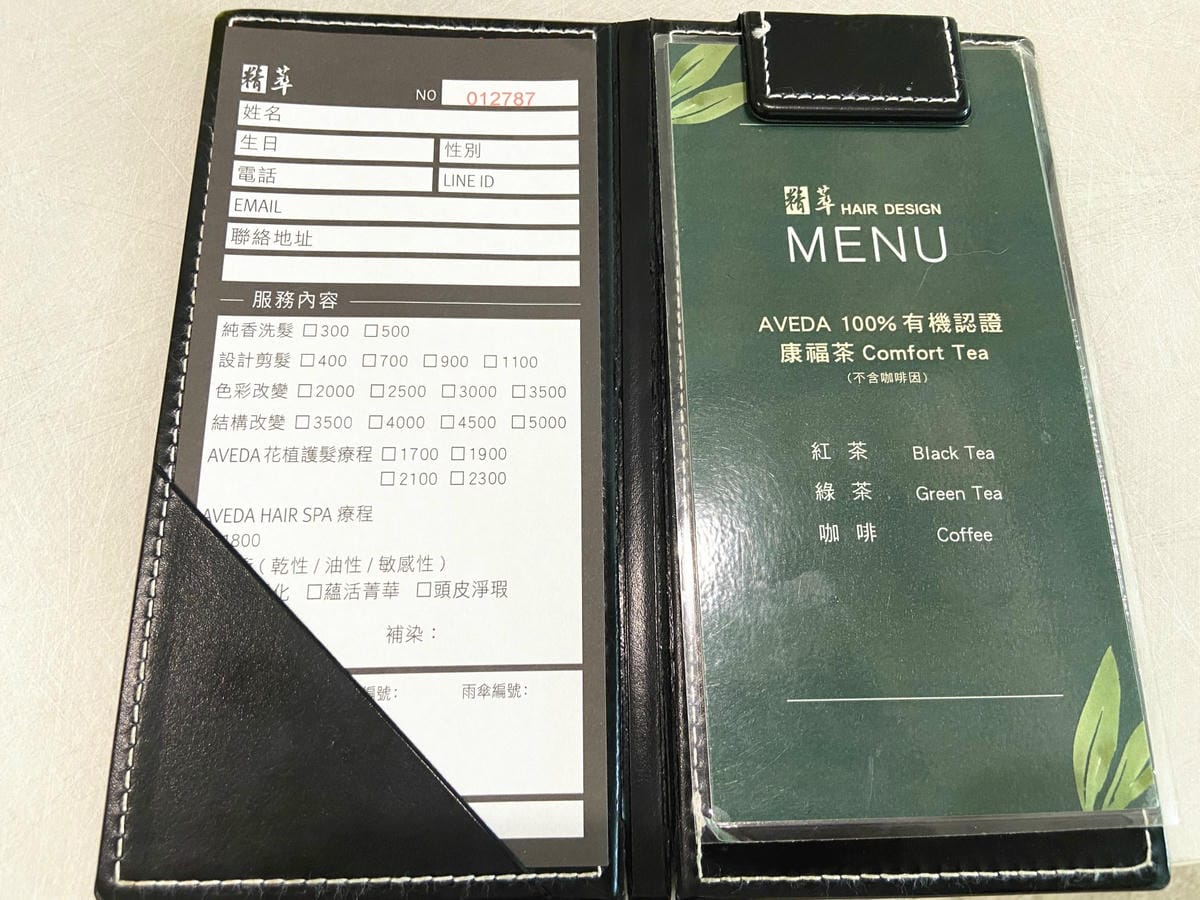 精萃
NO 012787
姓名
生日 性別
電話 LINE ID
EMAIL
聯絡地址
服務內容
純香洗髮 □300 □500
設計剪髮 □400 □700 □900 □1100
色彩改變 □2000 □2500 □3000 □3500
結構改變 □3500 □4000 □4500 □5000
AVEDA 花植護髮療程 □1700 □1900
□2100 □2300
AVEDA HAIR SPA 療程
1800
(乾性/油性/敏感性)
化 □蘊活菁華 □頭皮淨瑕
補染：
編號： 雨傘編號：
精萃 HAIR DESIGN
MENU
AVEDA 100% 有機認證
康福茶 Comfort Tea
(不含咖啡因)
紅 茶 Black Tea
綠 茶 Green Tea
咖 啡 Coffee